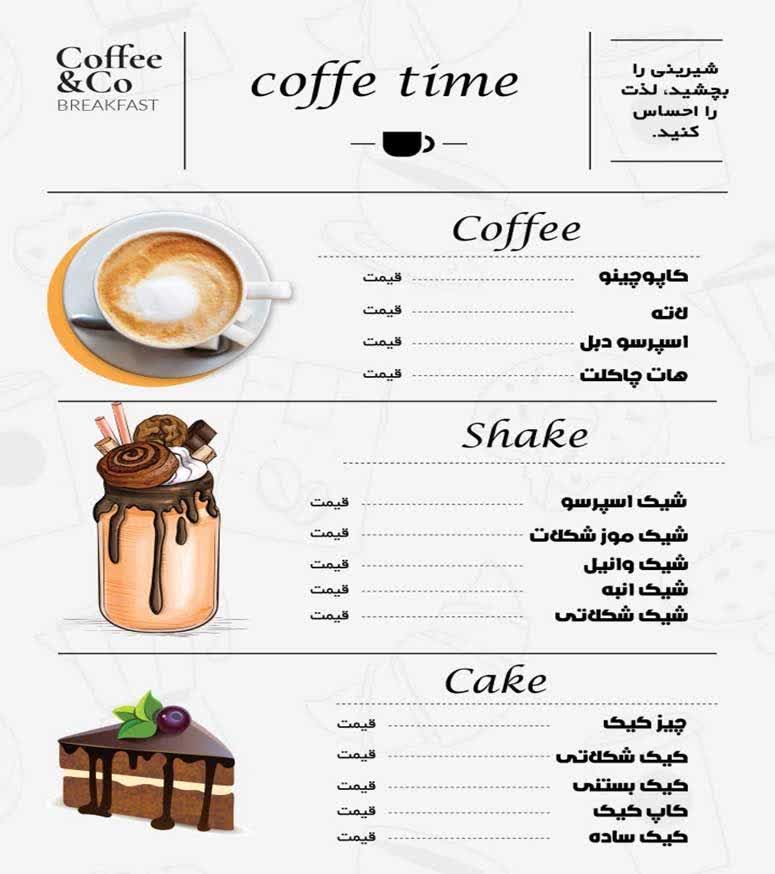 Coffee
&Co
BREAKFAST
coffe time
شیرینی را
بچشید، لذت
را احساس
کنید.
Coffee
کاپوچینو قیمت
لاته قیمت
اسپرسو دبل قیمت
هات چاکلت قیمت
Shake
شیک اسپرسو قیمت
شیک موز شکلات قیمت
شیک وانیل قیمت
شیک انبه قیمت
شیک شکلاتی قیمت
Cake
چیز کیک قیمت
کیک شکلاتی قیمت
کیک بستنی قیمت
کاپ کیک قیمت
کیک ساده قیمت